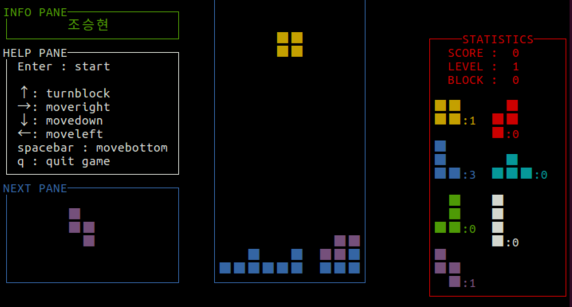 INFO PANE
조승현
HELP PANE
Enter : start
↑: turnblock
→: moveright
↓: movedown
←: moveleft
spacebar : movebottom
q : quit game
NEXT PANE
STATISTICS
SCORE : 0
LEVEL : 1
BLOCK : 0
:1
:0
:3
:0
:0
:0
:1